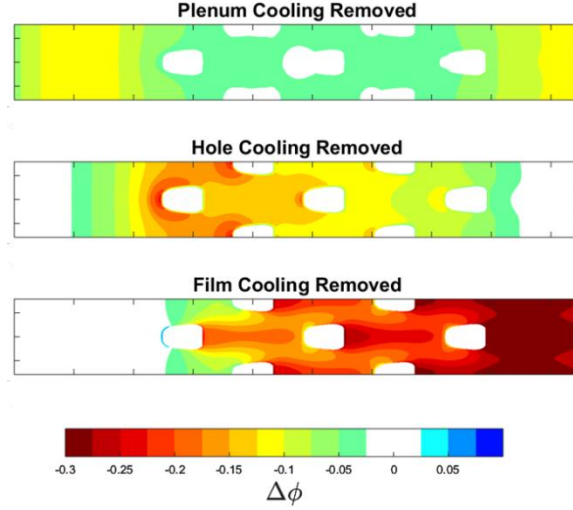 Plenum Cooling Removed
Hole Cooling Removed
Film Cooling Removed
-0.3 -0.25 -0.2 -0.15 -0.1 -0.05 0 0.05
Δϕ